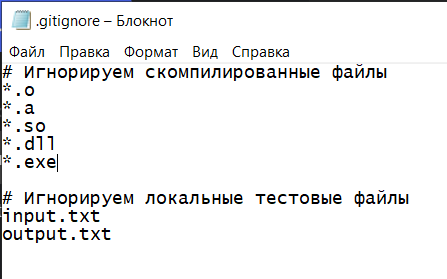 .gitignore – Блокнот
Файл Правка Формат Вид Справка
# Игнорируем скомпилированные файлы
*.o
*.a
*.so
*.dll
*.exe
# Игнорируем локальные тестовые файлы
input.txt
output.txt